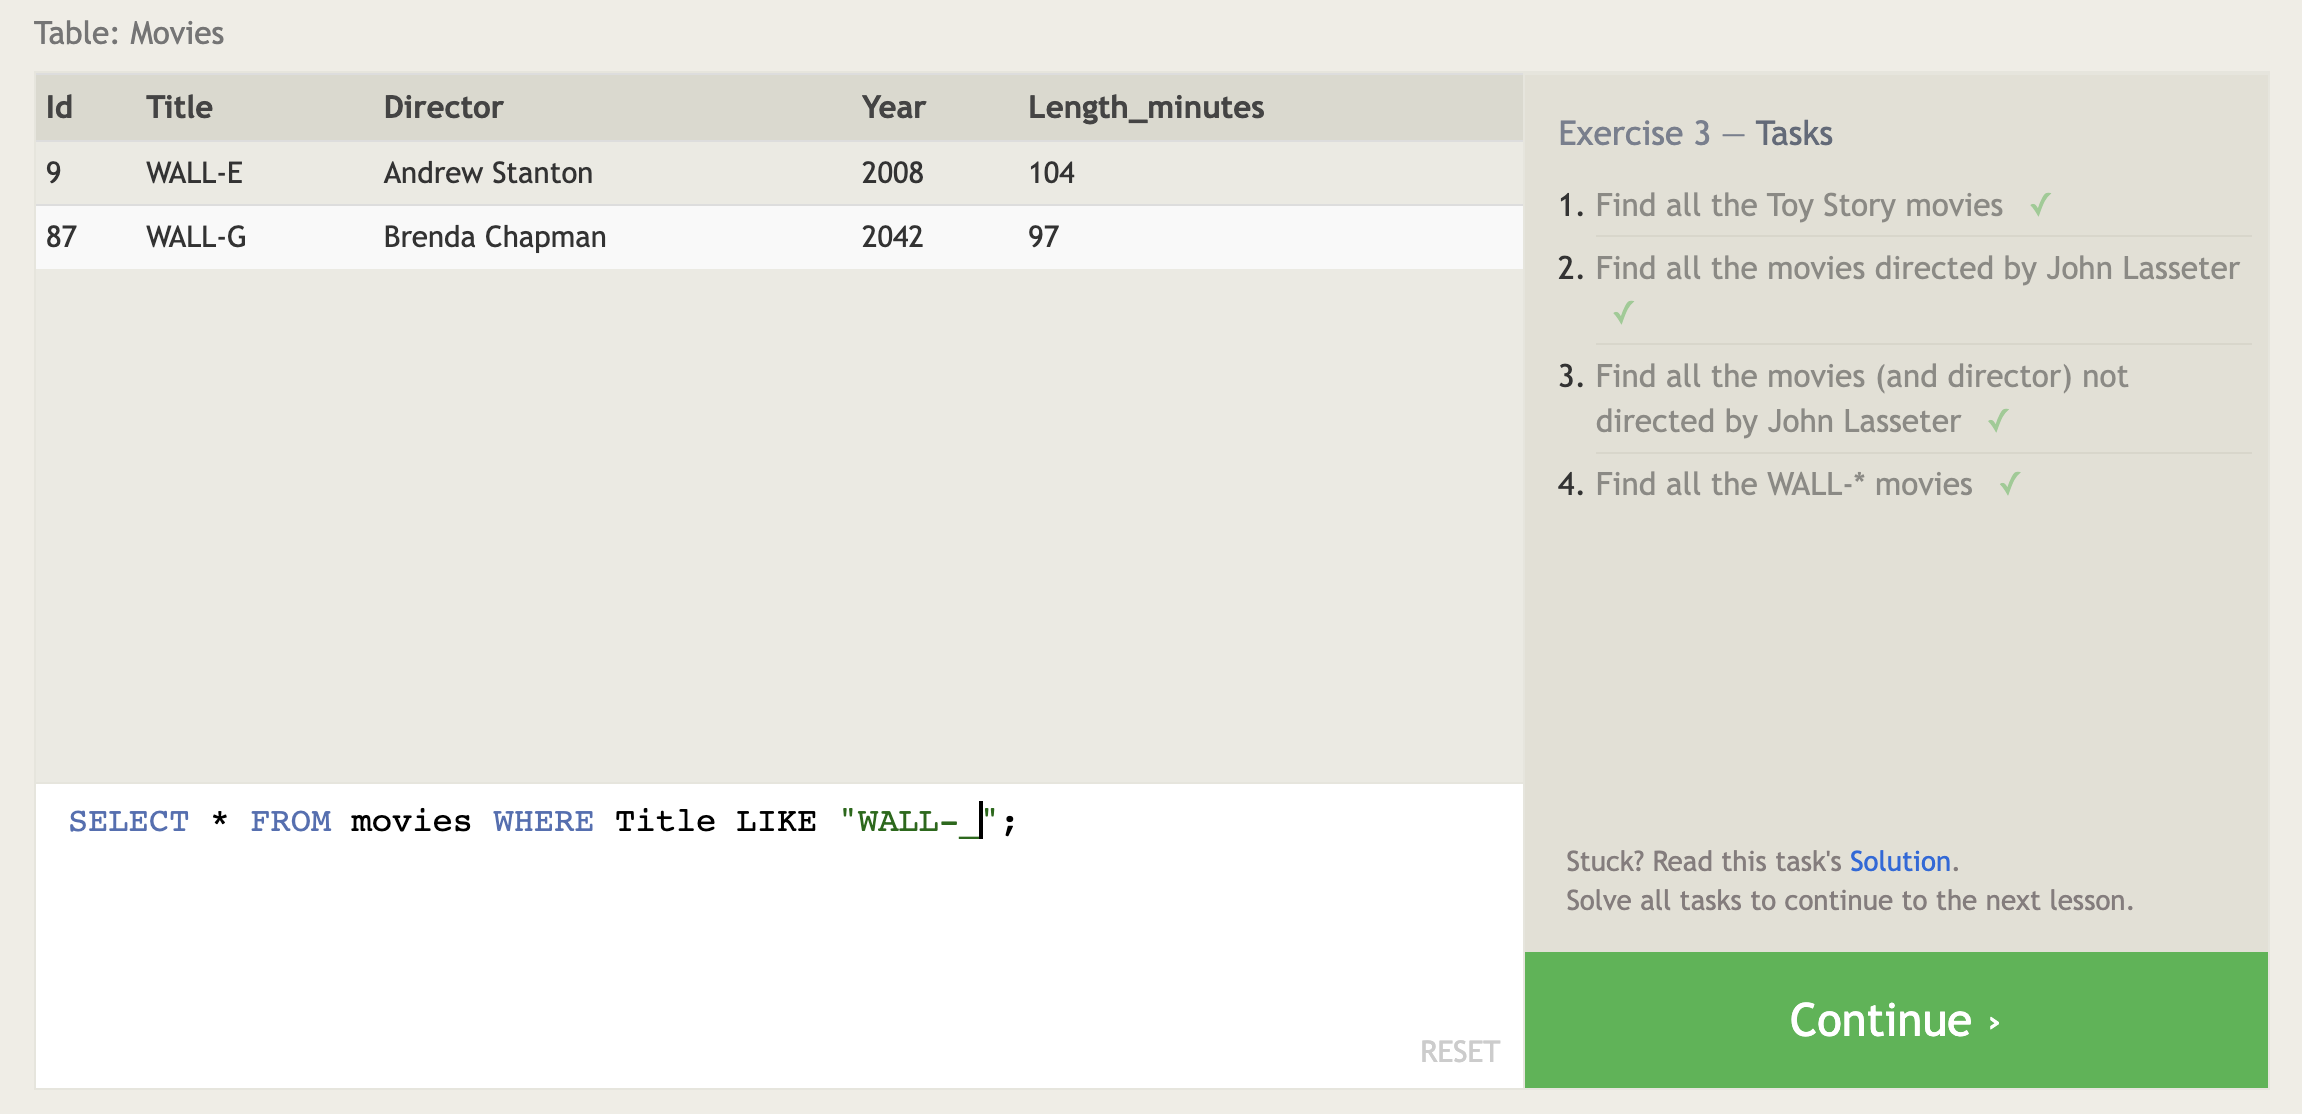 Table: Movies
Id Title Director Year Length_minutes
9 WALL-E Andrew Stanton 2008 104
87 WALL-G Brenda Chapman 2042 97
SELECT * FROM movies WHERE Title LIKE "WALL-_";
RESET
Exercise 3 — Tasks
1. Find all the Toy Story movies ✓
2. Find all the movies directed by John Lasseter
✓
3. Find all the movies (and director) not
directed by John Lasseter ✓
4. Find all the WALL-* movies ✓
Stuck? Read this task's Solution.
Solve all tasks to continue to the next lesson.
Continue ›